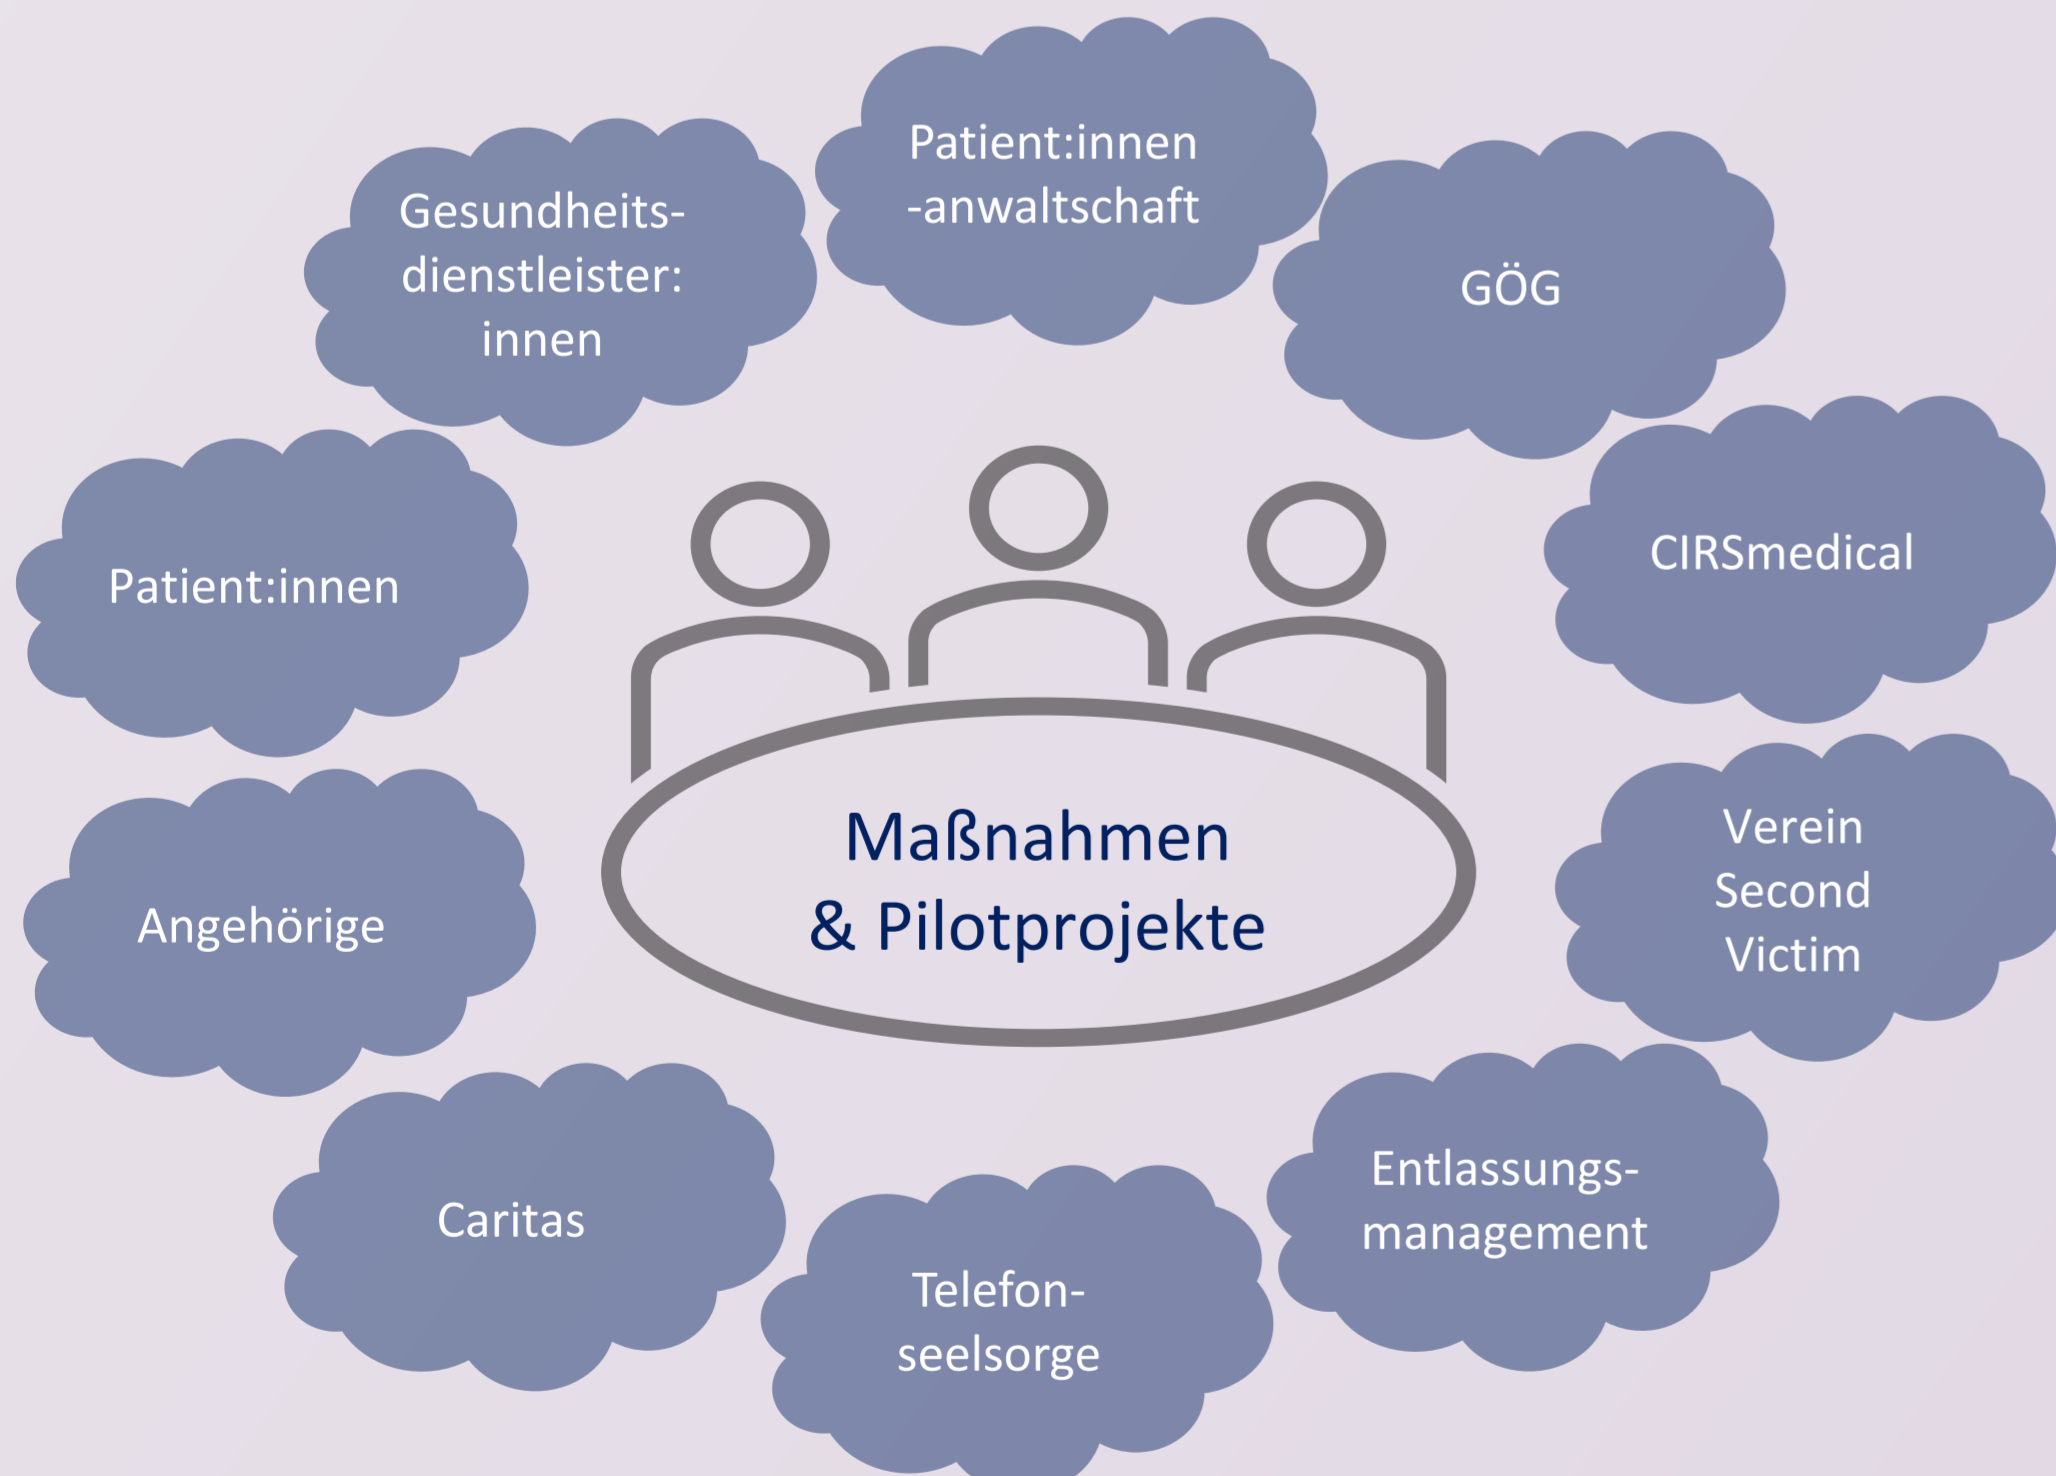 Patient:innen
-anwaltschaft
Gesundheits-
dienstleister:
innen
GÖG
CIRSmedical
Patient:innen
Verein
Second
Victim
Maßnahmen
& Pilotprojekte
Angehörige
Entlassungs-
management
Caritas
Telefon-
seelsorge